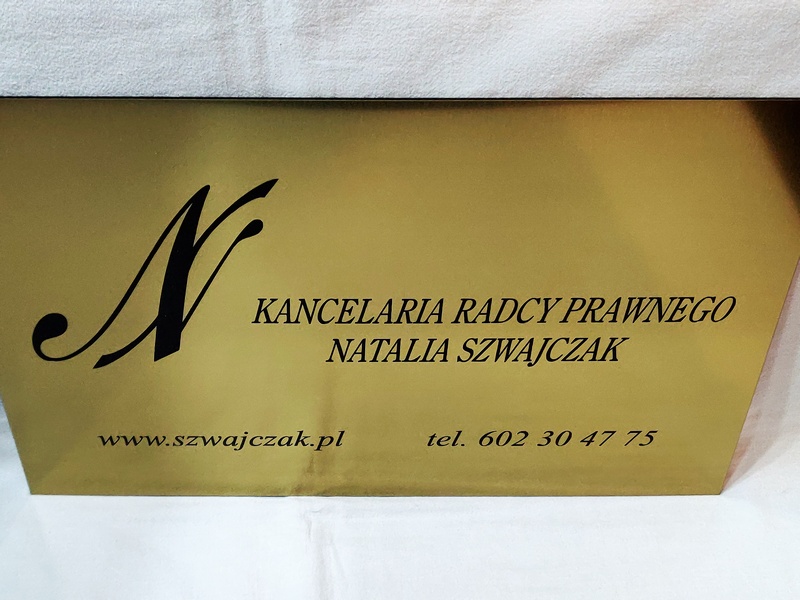 N
KANCELARIA RADCY PRAWNEGO
NATALIA SZWAJCZAK
www.szwajczak.pl tel. 602 30 47 75